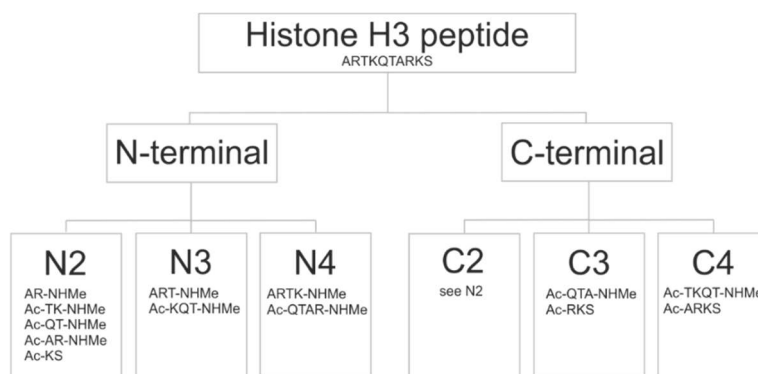 Histone H3 peptide
ARTKQTARKS
N-terminal
C-terminal
N2
AR-NHMe
Ac-TK-NHMe
Ac-QT-NHMe
Ac-AR-NHMe
Ac-KS
N3
ART-NHMe
Ac-KQT-NHMe
N4
ARTK-NHMe
Ac-QTAR-NHMe
C2
see N2
C3
Ac-QTA-NHMe
Ac-RKS
C4
Ac-TKQT-NHMe
Ac-ARKS